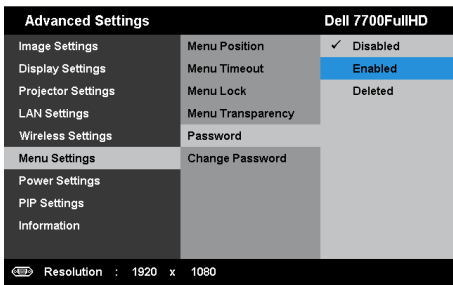 Advanced Settings Dell 7700FullHD
Image Settings Menu Position ✓ Disabled
Display Settings Menu Timeout Enabled
Projector Settings Menu Lock Deleted
LAN Settings Menu Transparency
Wireless Settings Password
Menu Settings Change Password
Power Settings
PIP Settings
Information
Resolution : 1920 x 1080